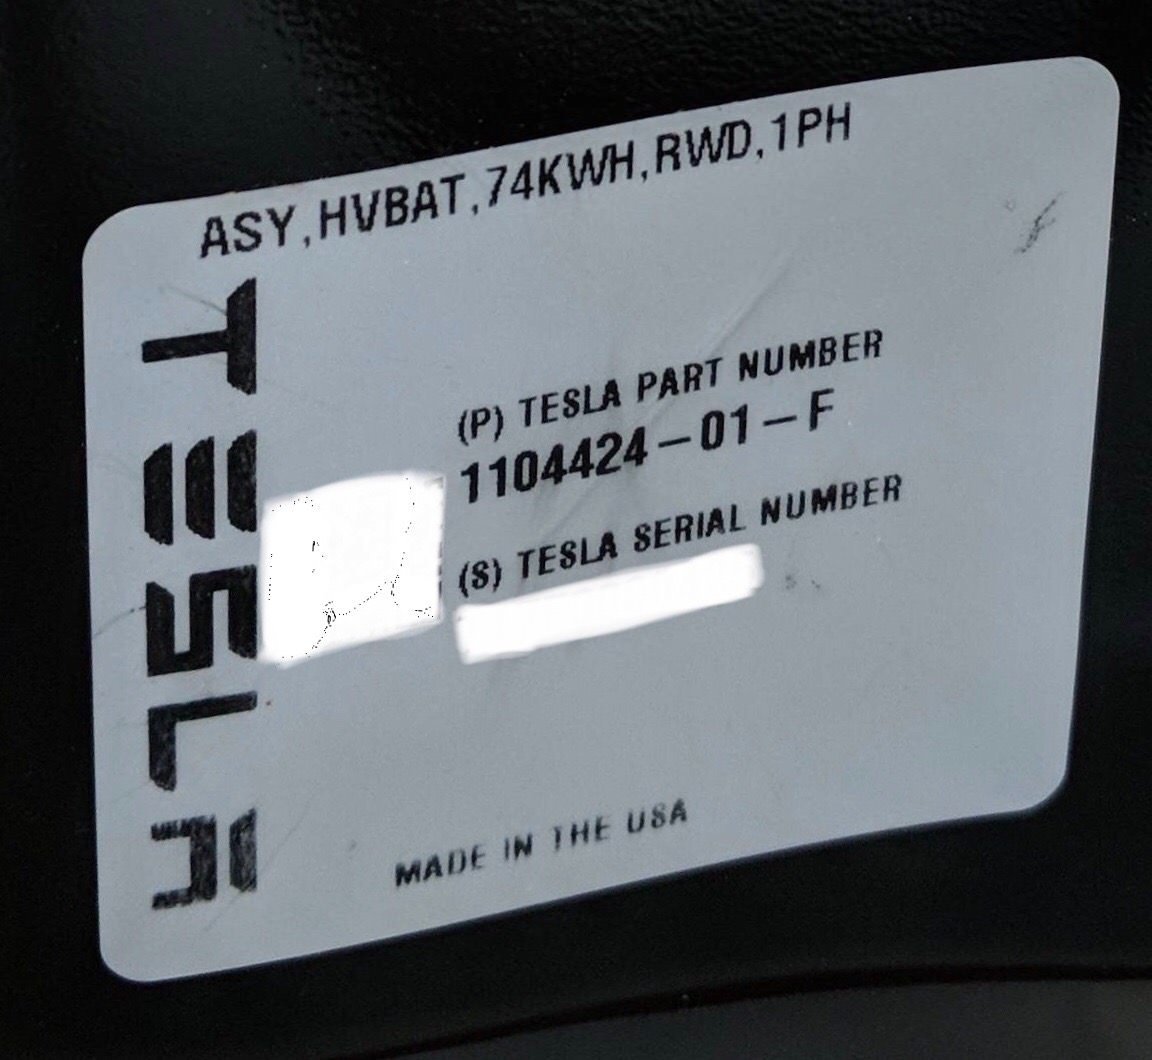 ASY,HVBAT,74KWH,RWD,1PH
TESLA
(P) TESLA PART NUMBER
1104424-01-F
(S) TESLA SERIAL NUMBER
MADE IN THE USA